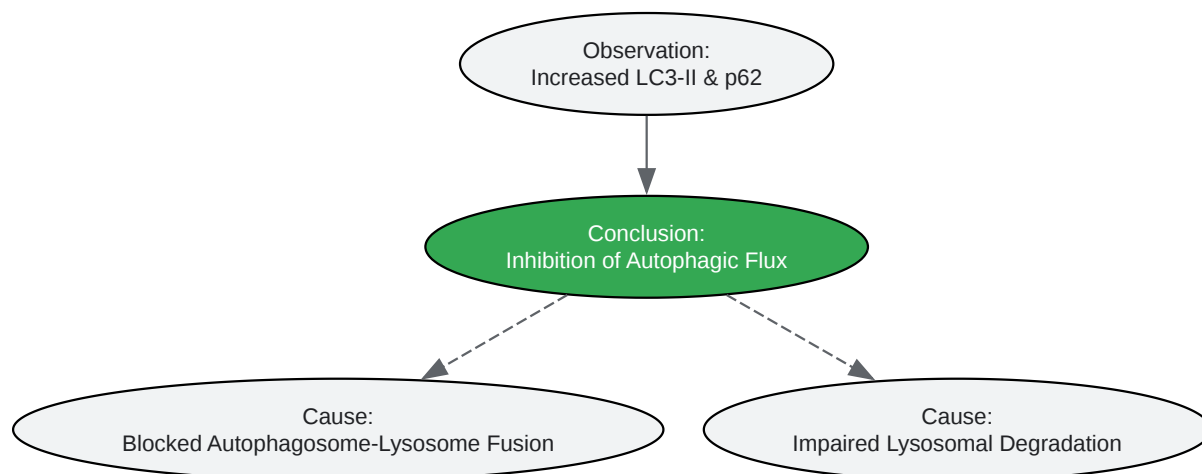 Observation:
Increased LC3-II & p62
Conclusion:
Inhibition of Autophagic Flux
Cause:
Blocked Autophagosome-Lysosome Fusion
Cause:
Impaired Lysosomal Degradation